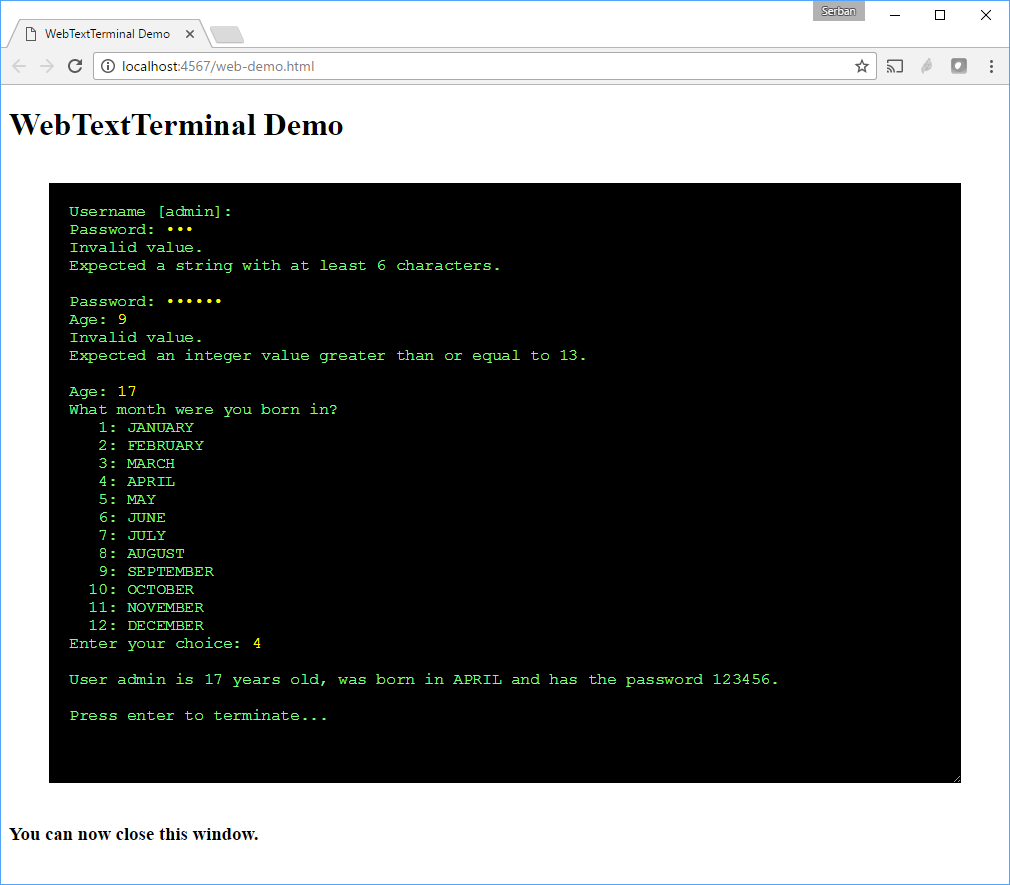 Serban
WebTextTerminal Demo
localhost:4567/web-demo.html
WebTextTerminal Demo
Username [admin]:
Password: •••
Invalid value.
Expected a string with at least 6 characters.
Password: ••••••
Age: 9
Invalid value.
Expected an integer value greater than or equal to 13.
Age: 17
What month were you born in?
1: JANUARY
2: FEBRUARY
3: MARCH
4: APRIL
5: MAY
6: JUNE
7: JULY
8: AUGUST
9: SEPTEMBER
10: OCTOBER
11: NOVEMBER
12: DECEMBER
Enter your choice: 4
User admin is 17 years old, was born in APRIL and has the password 123456.
Press enter to terminate...
You can now close this window.